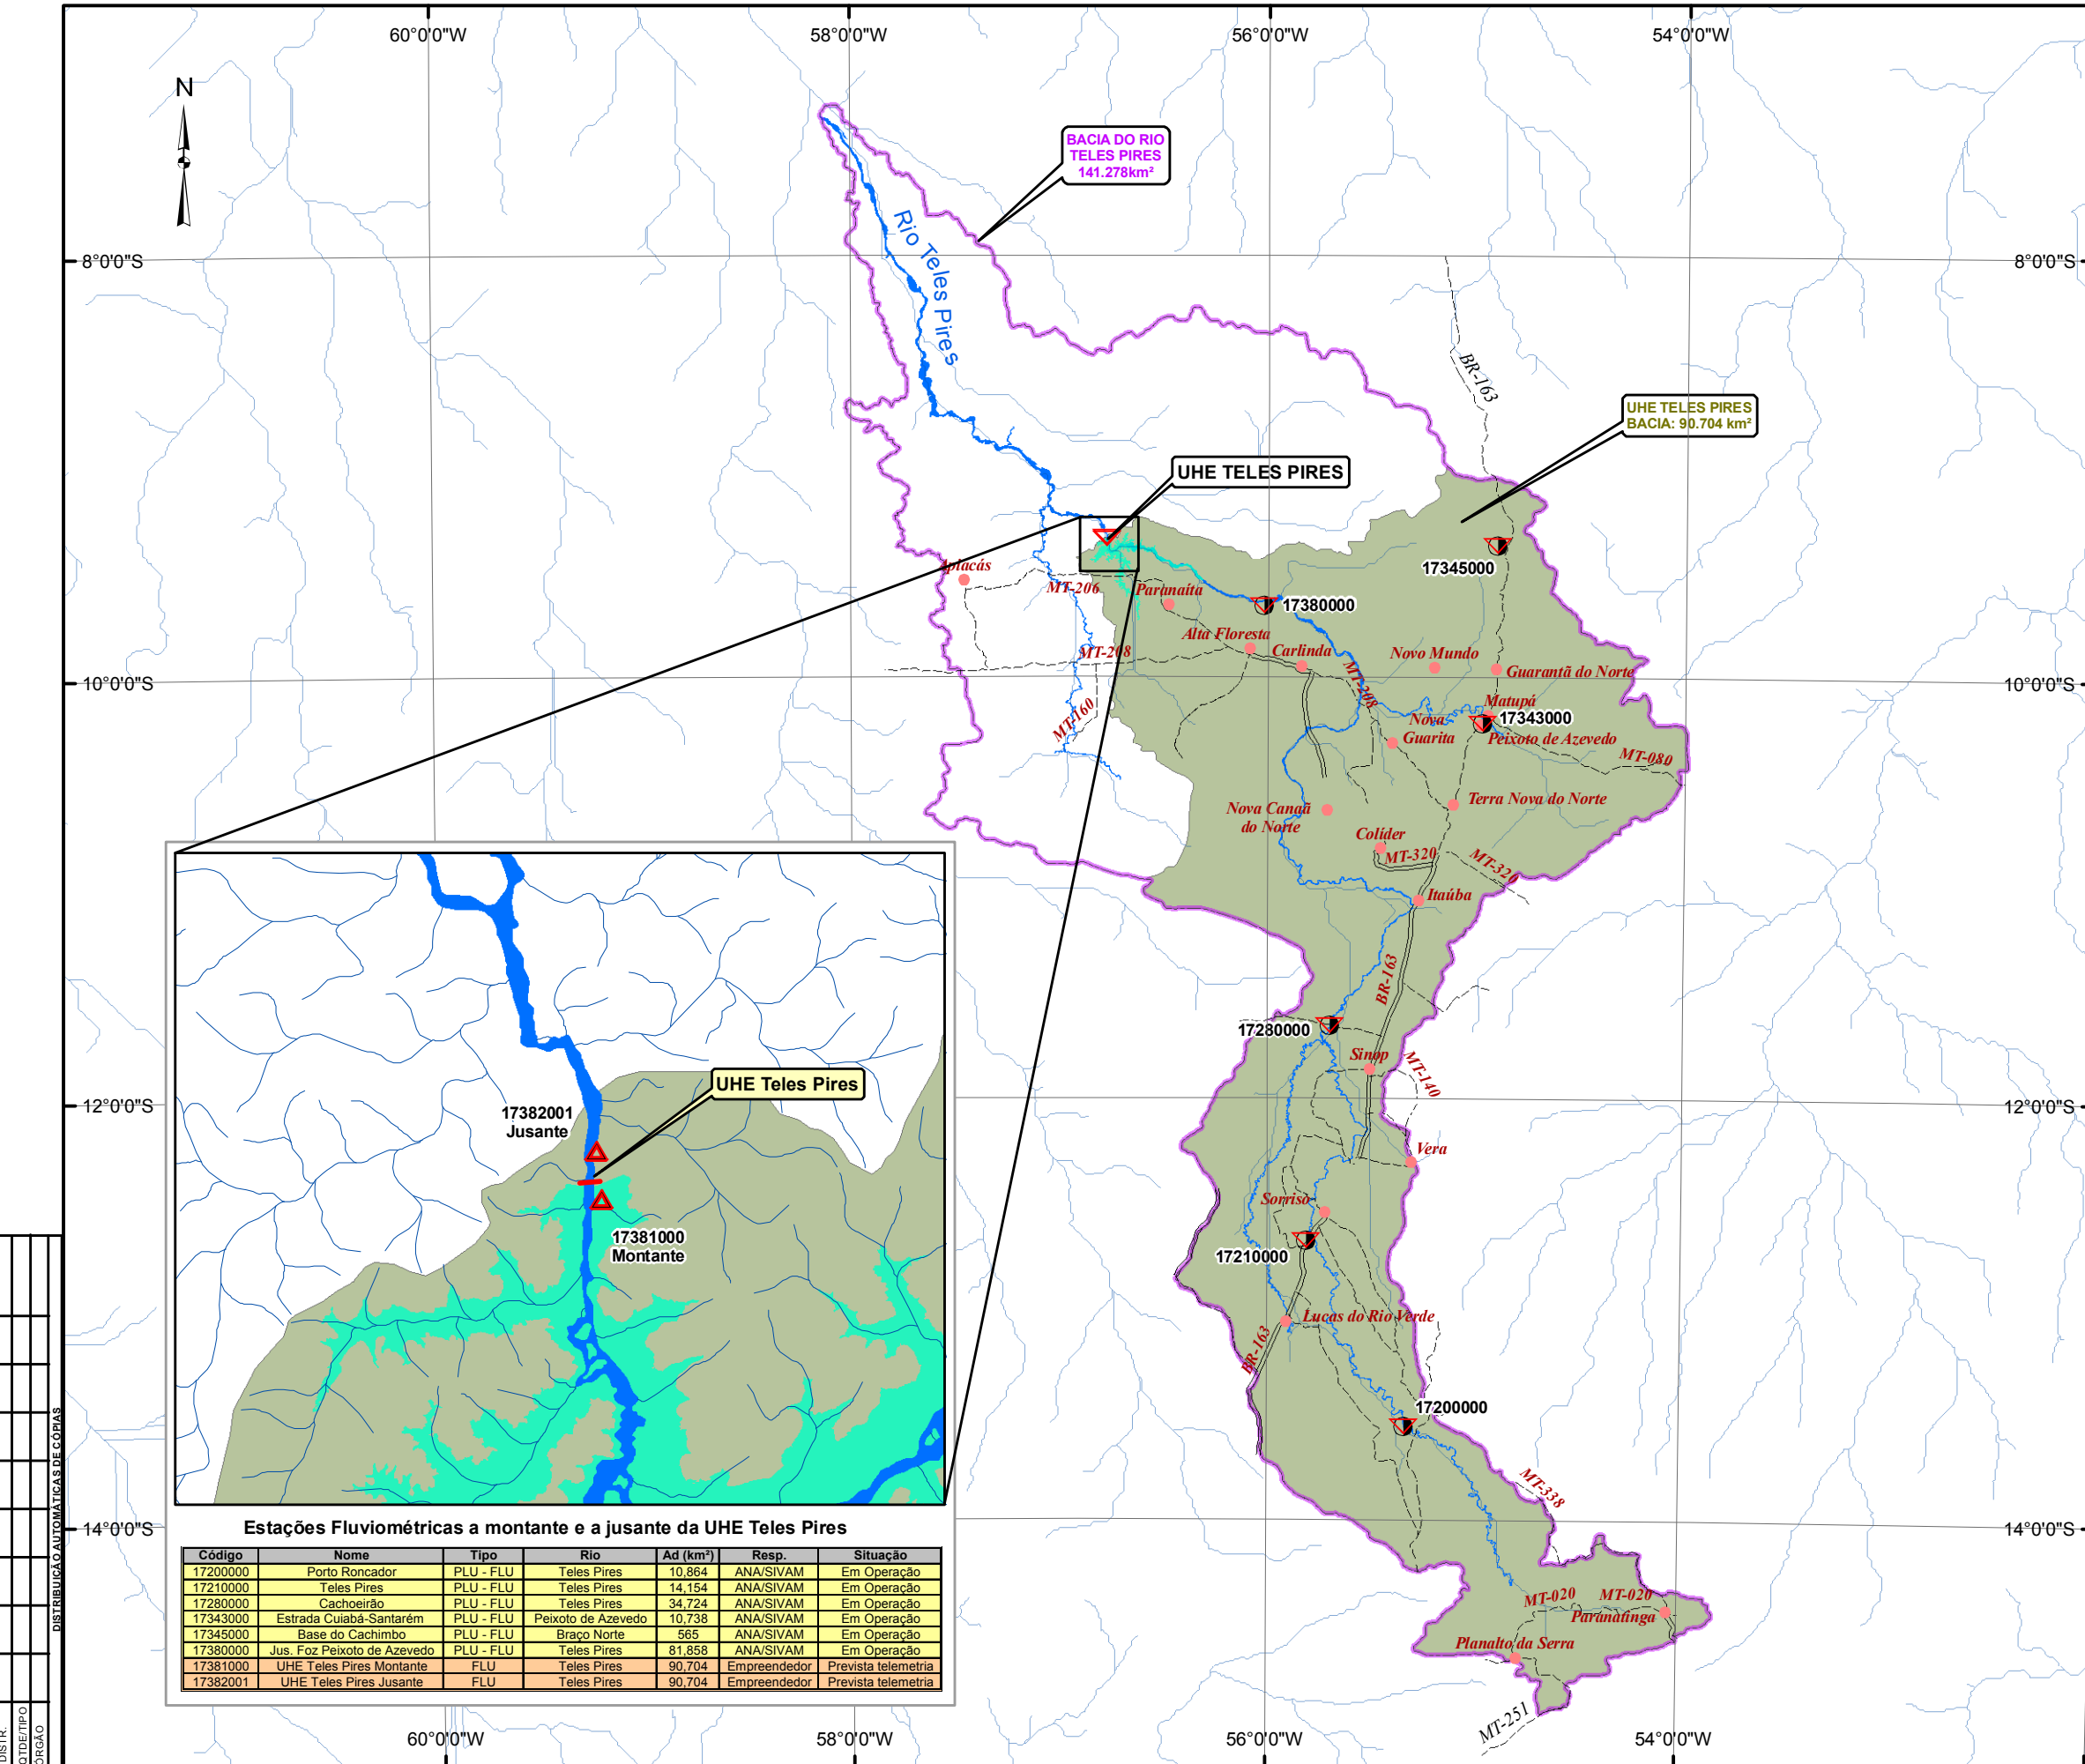 60°0'0"W
58°0'0"W
56°0'0"W
54°0'0"W
N
BACIA DO RIO
TELES PIRES
141.278km²
Rio Teles Pires
8°0'0"S
8°0'0"S
BR-163
UHE TELES PIRES
BACIA: 90.704 km²
UHE TELES PIRES
17345000
Apiacás
MT-206
Paranaíta
17380000
Alta Floresta
Carlinda
Novo Mundo
Guarantã do Norte
MT-208
MT-208
10°0'0"S
10°0'0"S
MT-160
Matupá
17343000
Nova
Guarita
Peixoto de Azevedo
MT-080
Nova Canaã
do Norte
Terra Nova do Norte
Colíder
MT-320
MT-320
Itaúba
BR-163
17280000
Sinop
MT-140
UHE Teles Pires
17382001
Jusante
12°0'0"S
12°0'0"S
Vera
Sorriso
17381000
Montante
17210000
Lucas do Rio Verde
BR-163
17200000
MT-338
14°0'0"S
14°0'0"S
MT-020
MT-020
Paranatinga
Planalto da Serra
MT-251
Estações Fluviométricas a montante e a jusante da UHE Teles Pires
Código Nome Tipo Rio Ad (km²) Resp. Situação
17200000 Porto Roncador PLU - FLU Teles Pires 10,864 ANA/SIVAM Em Operação
17210000 Teles Pires PLU - FLU Teles Pires 14,154 ANA/SIVAM Em Operação
17280000 Cachoeirão PLU - FLU Teles Pires 34,724 ANA/SIVAM Em Operação
17343000 Estrada Cuiabá-Santarém PLU - FLU Peixoto de Azevedo 10,738 ANA/SIVAM Em Operação
17345000 Base do Cachimbo PLU - FLU Braço Norte 565 ANA/SIVAM Em Operação
17380000 Jus. Foz Peixoto de Azevedo PLU - FLU Teles Pires 81,858 ANA/SIVAM Em Operação
17381000 UHE Teles Pires Montante FLU Teles Pires 90,704 Empreendedor Prevista telemetria
17382001 UHE Teles Pires Jusante FLU Teles Pires 90,704 Empreendedor Prevista telemetria
60°0'0"W
58°0'0"W
56°0'0"W
54°0'0"W
DISTRIBUIÇÃO AUTOMÁTICAS DE CÓPIAS
DISTR.
QTDE/TIPO
ÓRGÃO